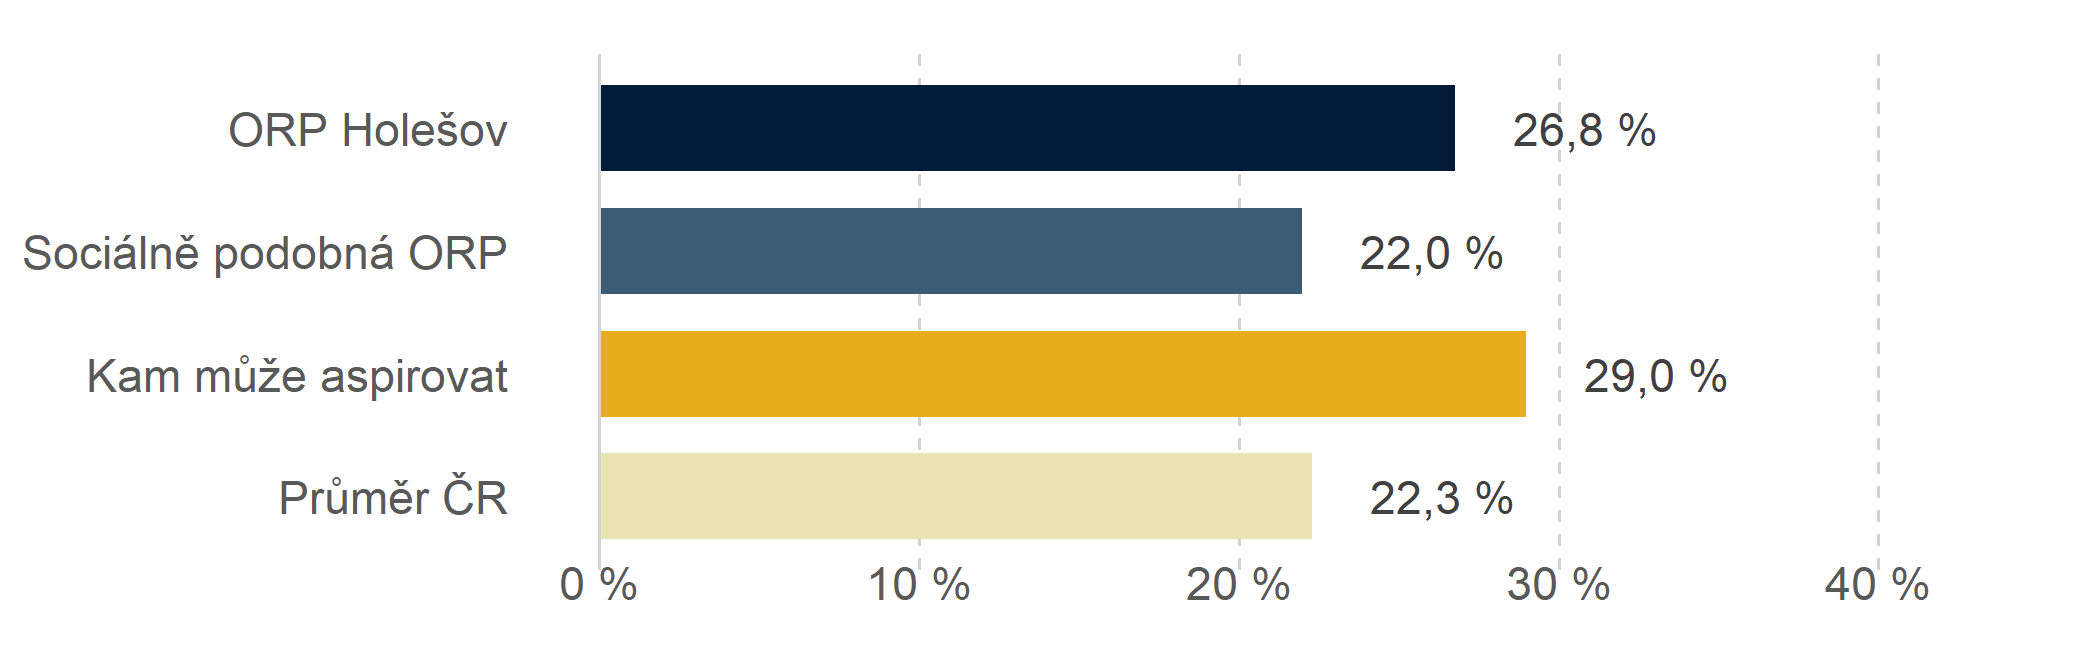 ORP Holešov
26,8 %
Sociálně podobná ORP
22,0 %
Kam může aspirovat
29,0 %
Průměr ČR
22,3 %
0 %
10 %
20 %
30 %
40 %